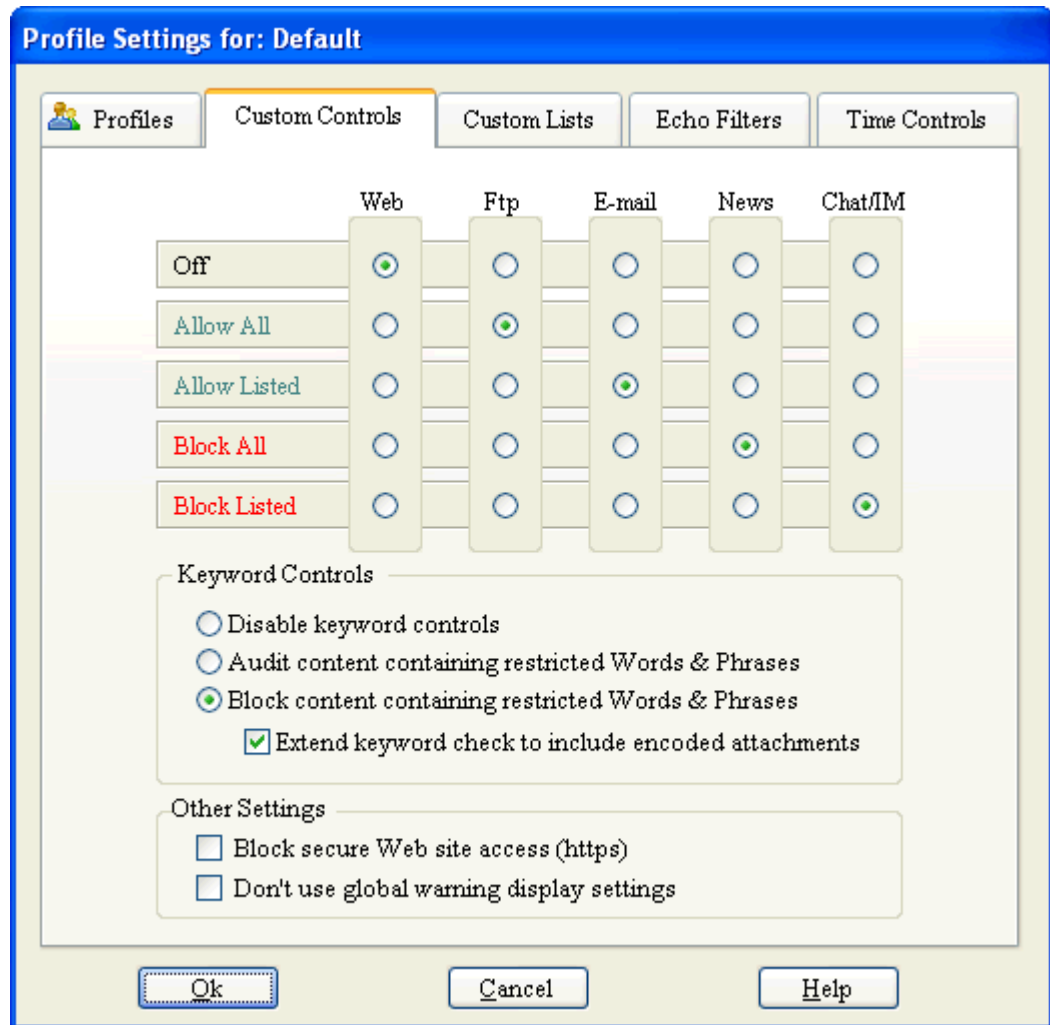 Profile Settings for: Default
Profiles Custom Controls Custom Lists Echo Filters Time Controls
Web Ftp E-mail News Chat/IM
Off
Allow All
Allow Listed
Block All
Block Listed
Keyword Controls
Disable keyword controls
Audit content containing restricted Words & Phrases
Block content containing restricted Words & Phrases
Extend keyword check to include encoded attachments
Other Settings
Block secure Web site access (https)
Don't use global warning display settings
Ok Cancel Help